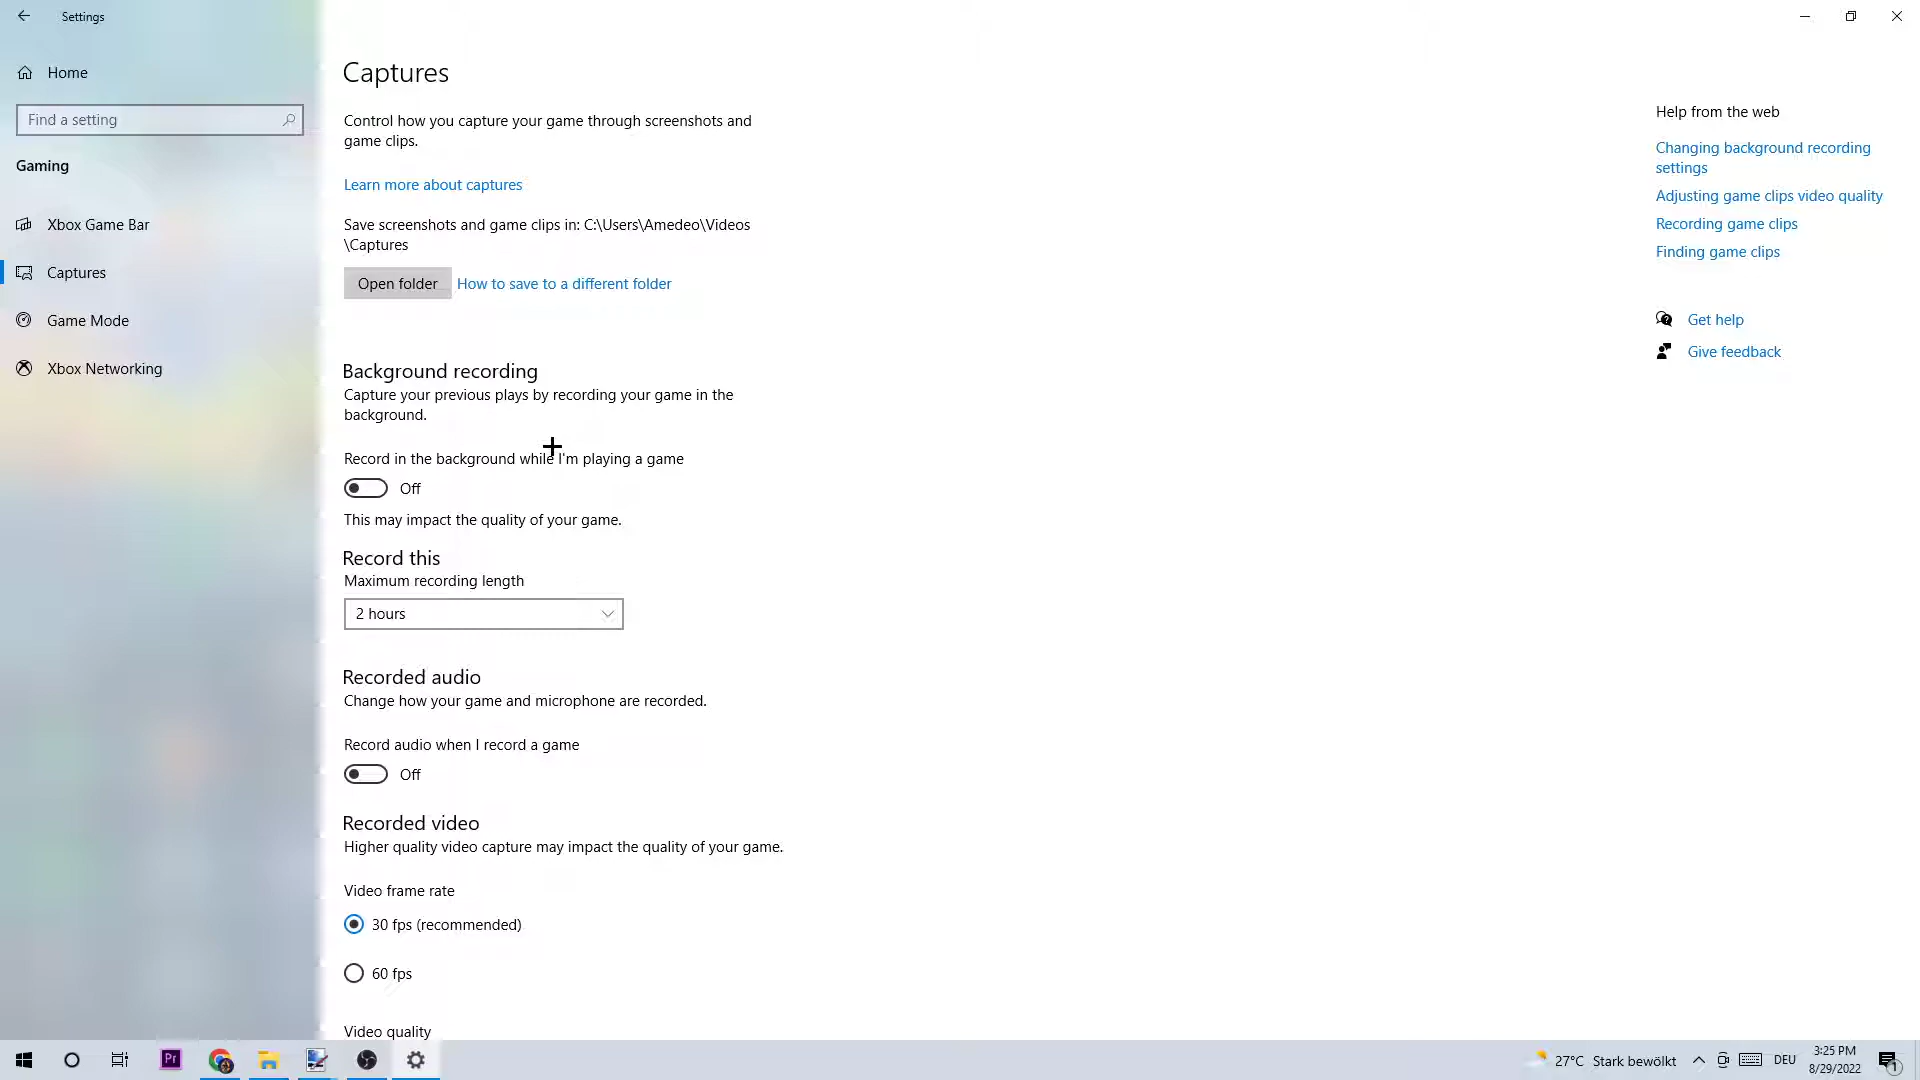 Settings
Home
Find a setting
Gaming
Xbox Game Bar
Captures
Game Mode
Xbox Networking
Captures
Control how you capture your game through screenshots and
game clips.
Learn more about captures
Save screenshots and game clips in: C:\Users\Amedeo\Videos
\Captures
Open folder
How to save to a different folder
Background recording
Capture your previous plays by recording your game in the
background.
Record in the background while I'm playing a game
Off
This may impact the quality of your game.
Record this
Maximum recording length
2 hours
Recorded audio
Change how your game and microphone are recorded.
Record audio when I record a game
Off
Recorded video
Higher quality video capture may impact the quality of your game.
Video frame rate
30 fps (recommended)
60 fps
Video quality
Help from the web
Changing background recording
settings
Adjusting game clips video quality
Recording game clips
Finding game clips
Get help
Give feedback
Pr
27°C Stark bewölkt
DEU
3:25 PM
8/29/2022
1